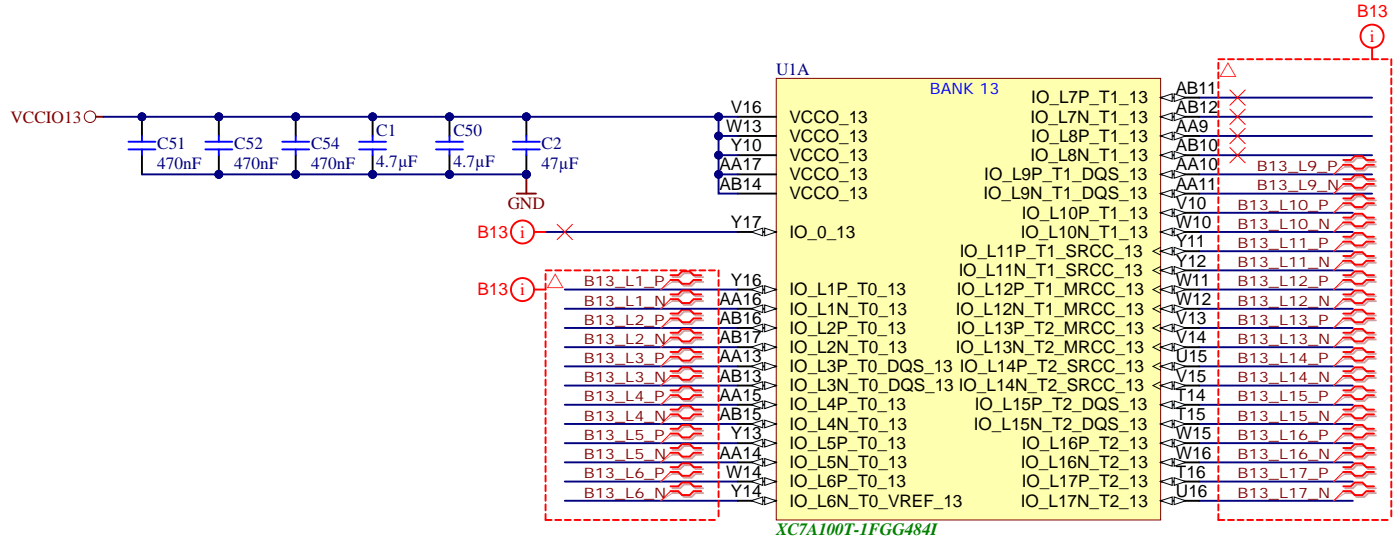 B13
i
U1A
BANK 13
VCCIO13
C51
470nF
C52
470nF
C54
470nF
C1
4.7µF
C50
4.7µF
C2
47µF
GND
V16 VCCO_13
W13 VCCO_13
Y10 VCCO_13
AA17 VCCO_13
AB14 VCCO_13
B13 i Y17 IO_0_13
B13 i
B13_L1_P Y16 IO_L1P_T0_13
B13_L1_N AA16 IO_L1N_T0_13
B13_L2_P AB16 IO_L2P_T0_13
B13_L2_N AB17 IO_L2N_T0_13
B13_L3_P AA13 IO_L3P_T0_DQS_13
B13_L3_N AB13 IO_L3N_T0_DQS_13
B13_L4_P AA15 IO_L4P_T0_13
B13_L4_N AB15 IO_L4N_T0_13
B13_L5_P Y13 IO_L5P_T0_13
B13_L5_N AA14 IO_L5N_T0_13
B13_L6_P W14 IO_L6P_T0_13
B13_L6_N Y14 IO_L6N_T0_VREF_13
IO_L7P_T1_13 AB11
IO_L7N_T1_13 AB12
IO_L8P_T1_13 AA9
IO_L8N_T1_13 AB10
IO_L9P_T1_DQS_13 AA10 B13_L9_P
IO_L9N_T1_DQS_13 AA11 B13_L9_N
IO_L10P_T1_13 V10 B13_L10_P
IO_L10N_T1_13 W10 B13_L10_N
IO_L11P_T1_SRCC_13 Y11 B13_L11_P
IO_L11N_T1_SRCC_13 Y12 B13_L11_N
IO_L12P_T1_MRCC_13 W11 B13_L12_P
IO_L12N_T1_MRCC_13 W12 B13_L12_N
IO_L13P_T2_MRCC_13 V13 B13_L13_P
IO_L13N_T2_MRCC_13 V14 B13_L13_N
IO_L14P_T2_SRCC_13 U15 B13_L14_P
IO_L14N_T2_SRCC_13 V15 B13_L14_N
IO_L15P_T2_DQS_13 T14 B13_L15_P
IO_L15N_T2_DQS_13 T15 B13_L15_N
IO_L16P_T2_13 W15 B13_L16_P
IO_L16N_T2_13 W16 B13_L16_N
IO_L17P_T2_13 T16 B13_L17_P
IO_L17N_T2_13 U16 B13_L17_N
XC7A100T-1FGG484I